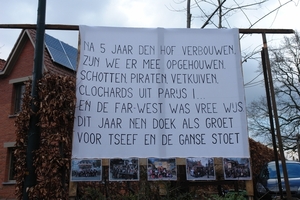 NA 5 JAAR DEN HOF VERBOUWEN,
ZIJN WE ER MEE OPGEHOUWEN.
SCHOTTEN PIRATEN, VETKUIVEN,
CLOCHARDS UIT PARIJS !...
EN DE FAR-WEST WAS VREE WIJS
DIT JAAR NEN DOEK ALS GROET
VOOR TSEEF EN DE GANSE STOET